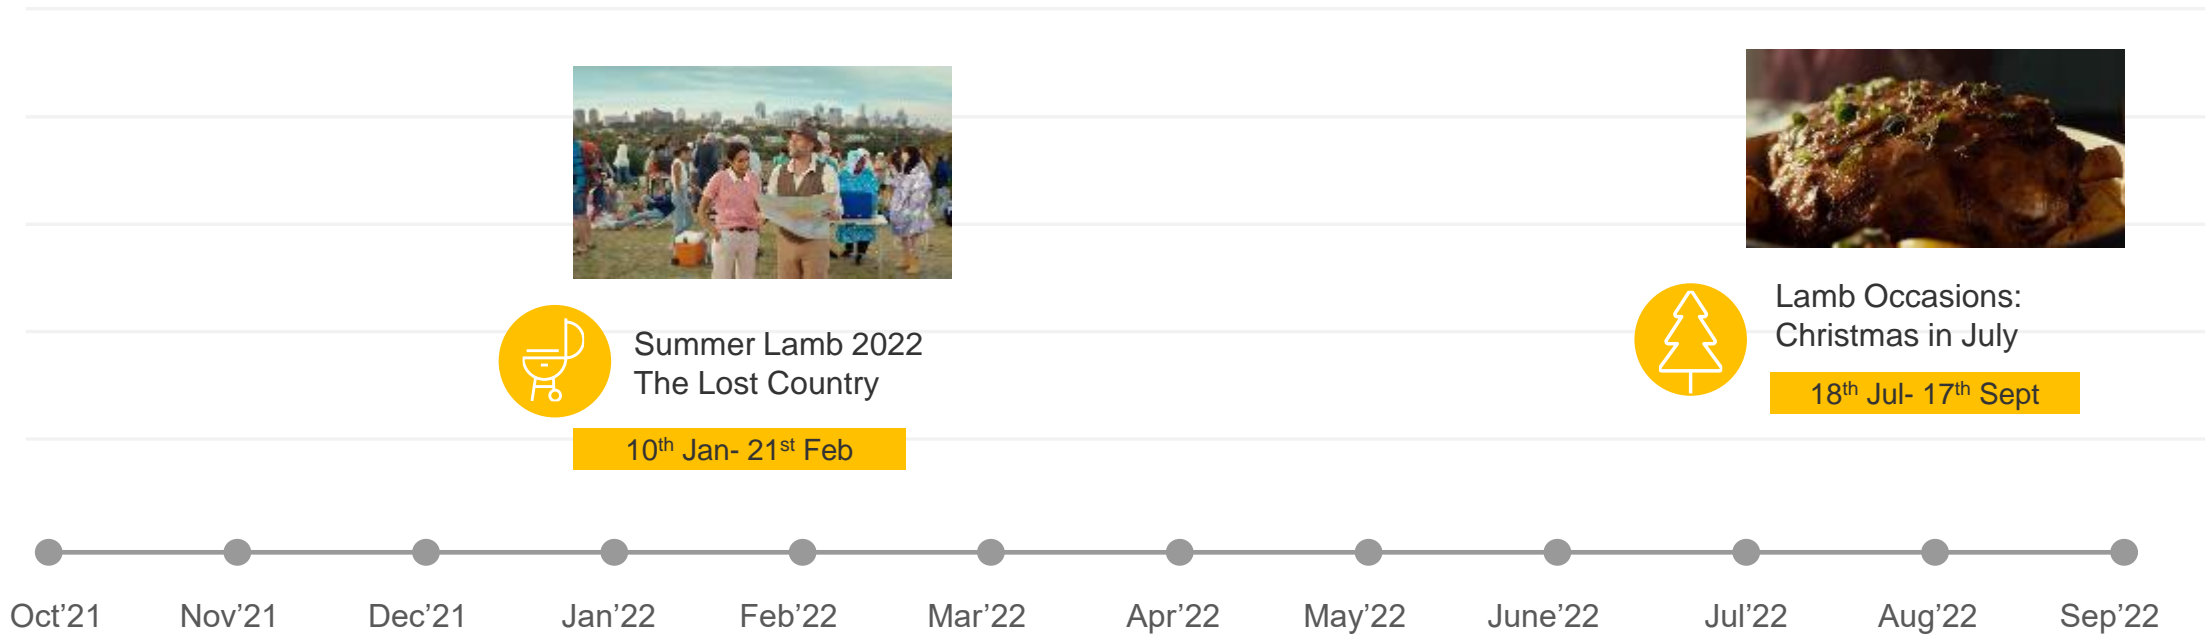 Summer Lamb 2022
The Lost Country
10th Jan- 21st Feb
Lamb Occasions:
Christmas in July
18th Jul- 17th Sept
Oct’21 Nov’21 Dec’21 Jan’22 Feb’22 Mar’22 Apr’22 May’22 June’22 Jul’22 Aug’22 Sep’22